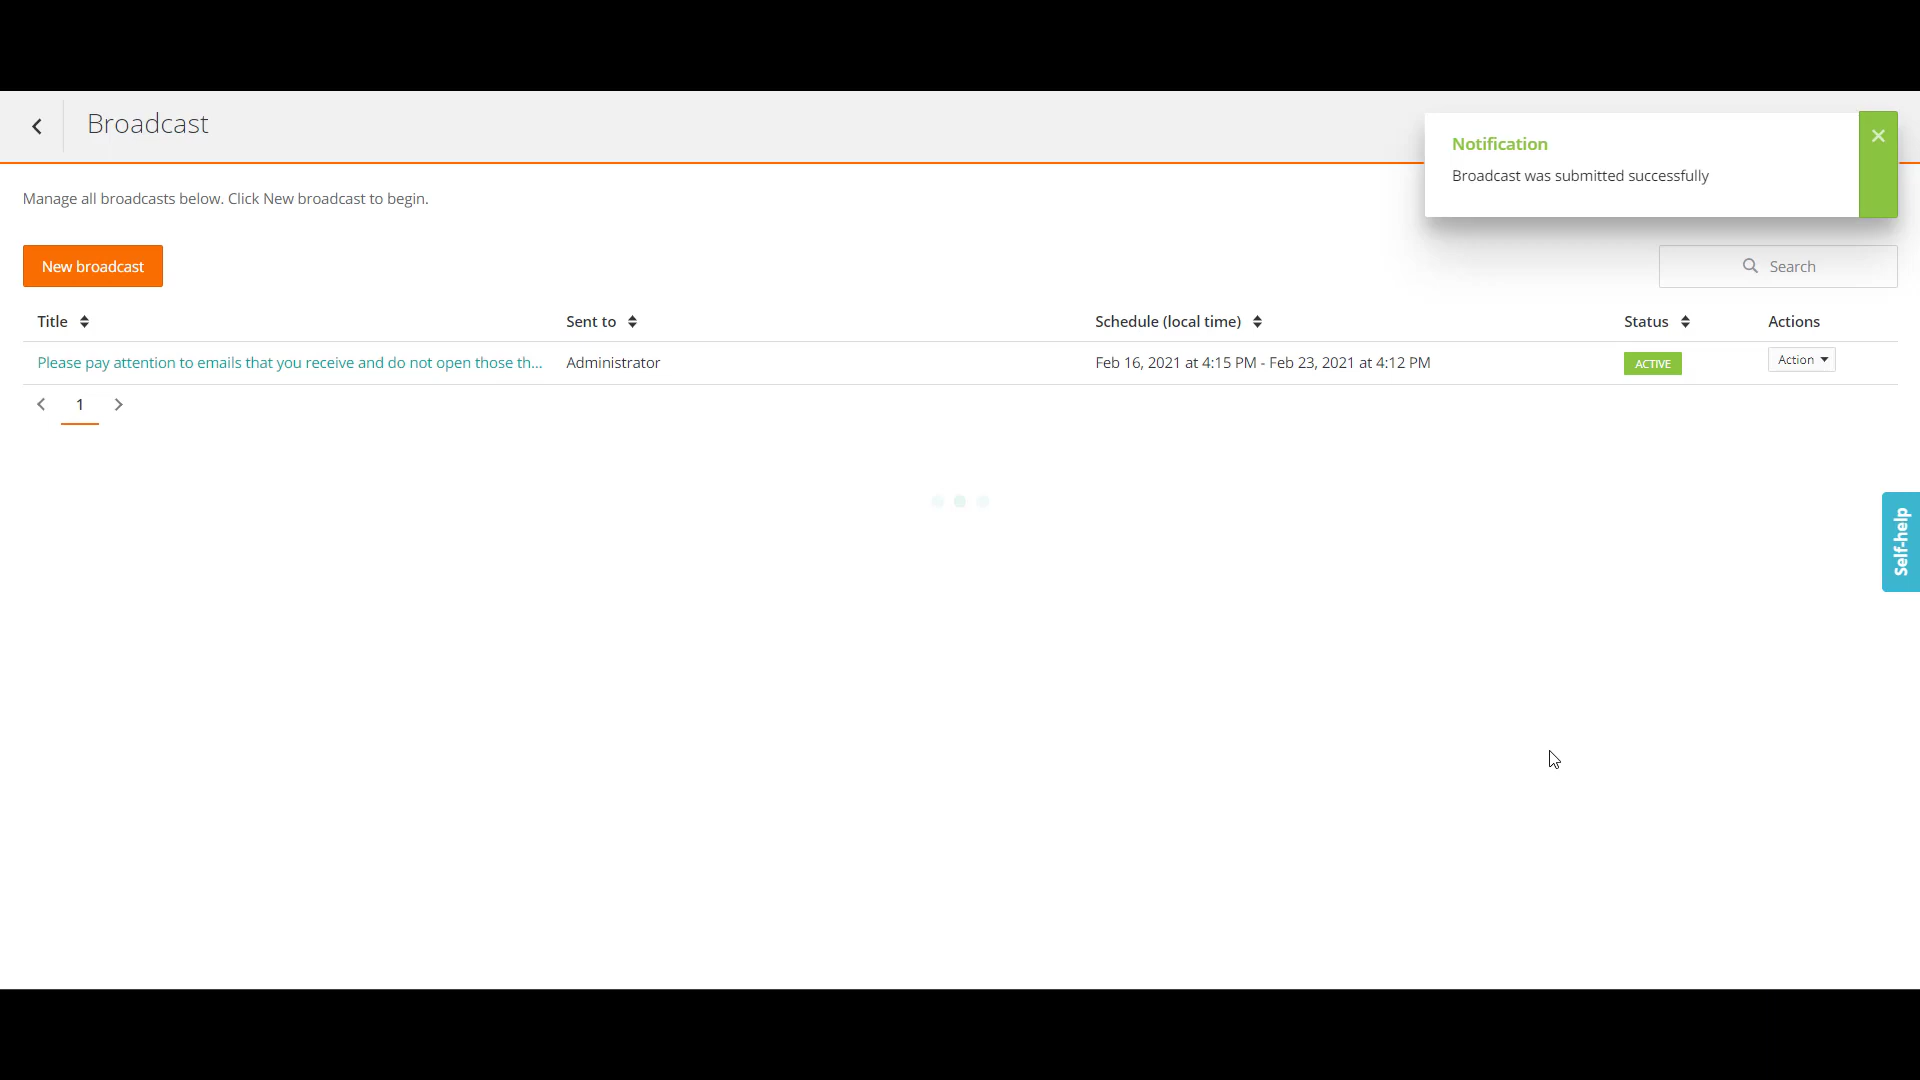 Broadcast
Notification
Broadcast was submitted successfully
Manage all broadcasts below. Click New broadcast to begin.
New broadcast
Search
Title Sent to Schedule (local time) Status Actions
Please pay attention to emails that you receive and do not open those th... Administrator Feb 16, 2021 at 4:15 PM - Feb 23, 2021 at 4:12 PM ACTIVE Action
1
Self-help